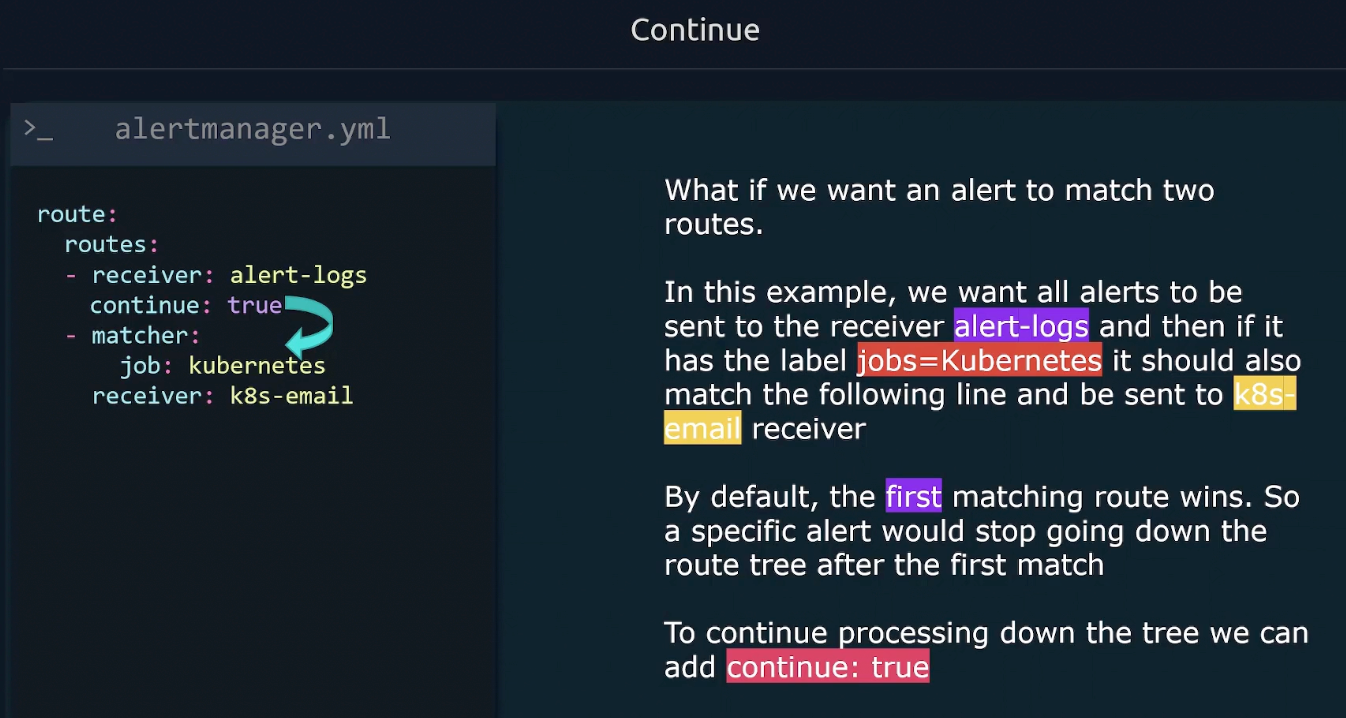 Continue
>_ alertmanager.yml
route:
routes:
- receiver: alert-logs
continue: true
- matcher:
job: kubernetes
receiver: k8s-email
What if we want an alert to match two
routes.
In this example, we want all alerts to be
sent to the receiver alert-logs and then if it
has the label jobs=Kubernetes it should also
match the following line and be sent to k8s-
email receiver
By default, the first matching route wins. So
a specific alert would stop going down the
route tree after the first match
To continue processing down the tree we can
add continue: true